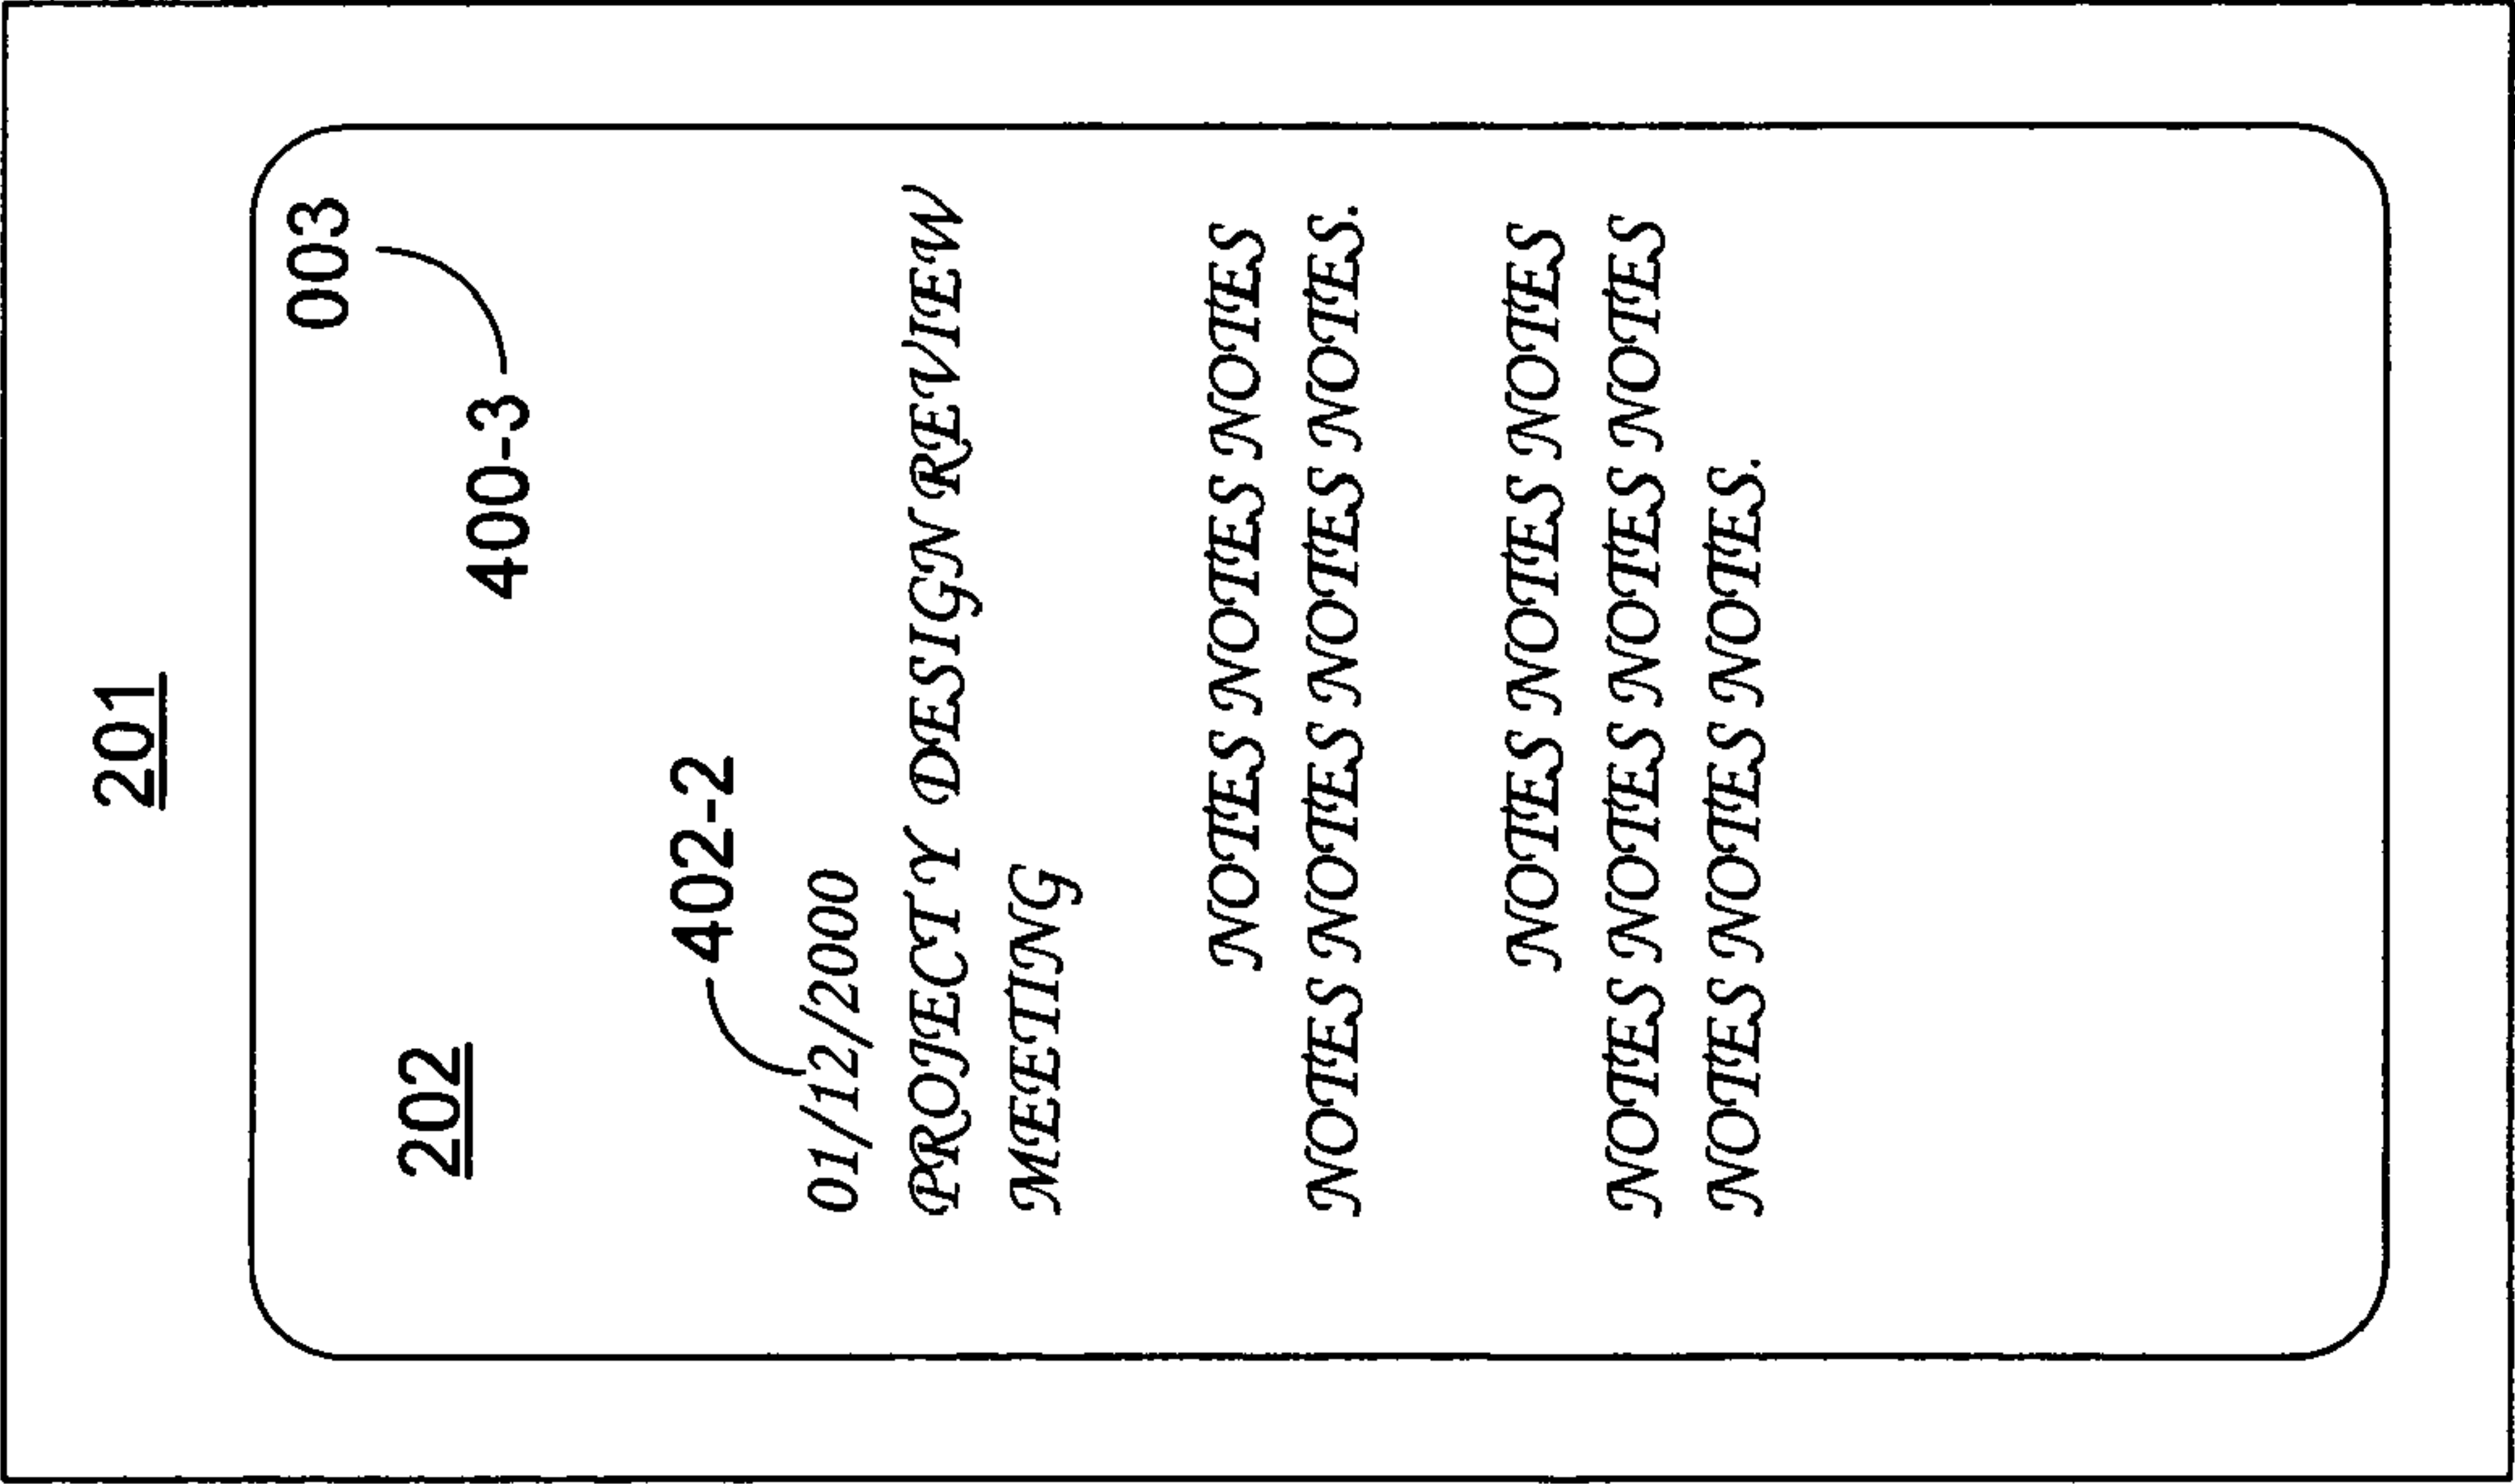 201
003
202
400-3
402-2
01/12/2000
PROJECT Y DESIGN REVIEW
MEETING
NOTES NOTES NOTES
NOTES NOTES NOTES NOTES.
NOTES NOTES NOTES
NOTES NOTES NOTES NOTES
NOTES NOTES NOTES.